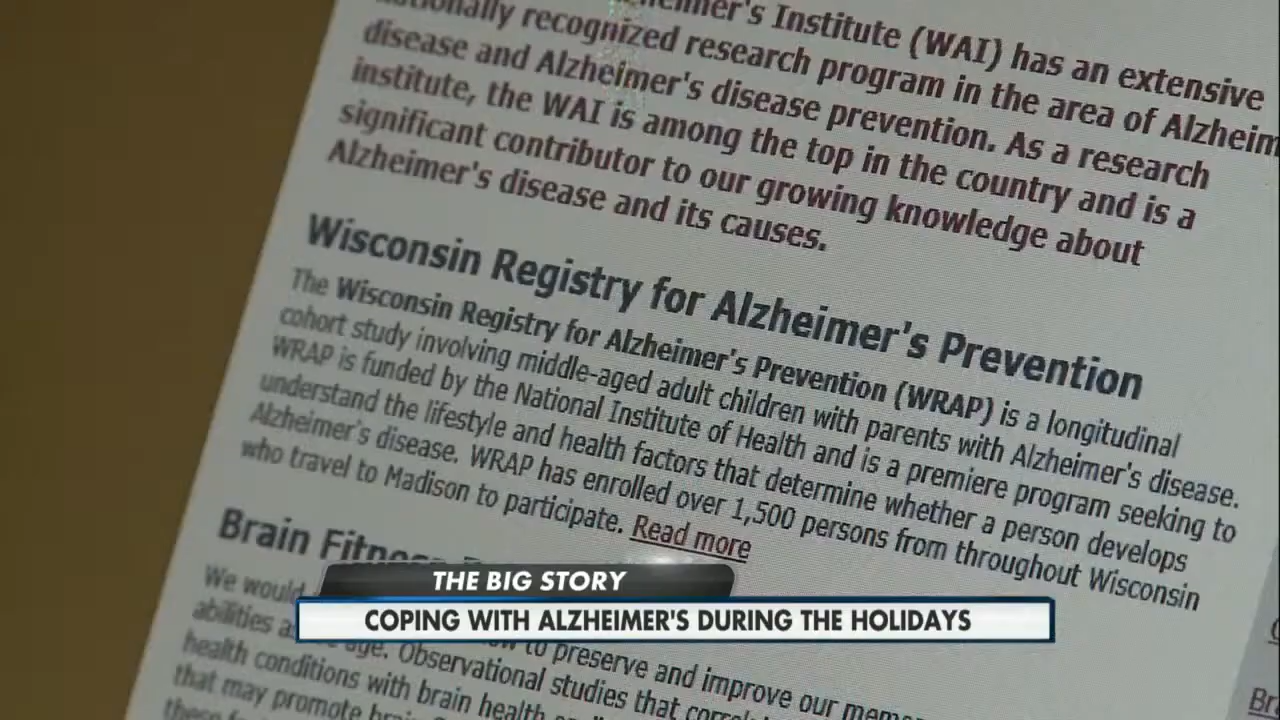 Institute (WAI) has an extensive
recognized research program in the area of
disease and Alzheimer's disease prevention. As a research
institute, the WAI is among the top in the country and is a
significant contributor to our growing knowledge about
Alzheimer's disease and its causes.
Wisconsin Registry for Alzheimer's Prevention
The Wisconsin Registry for Alzheimer's Prevention (WRAP) is a longitudinal
cohort study involving middle-aged adult children with parents with Alzheimer's disease.
WRAP is funded by the National Institute of Health and is a premiere program seeking to
understand the lifestyle and health factors that determine whether a person develops
Alzheimer's disease. WRAP has enrolled over 1,500 persons from throughout Wisconsin
who travel to Madison to participate. Read more
Brain
We would
abilities to preserve and improve our
age. Observational studies that
health conditions with brain health
that may promote
THE BIG STORY
COPING WITH ALZHEIMER'S DURING THE HOLIDAYS